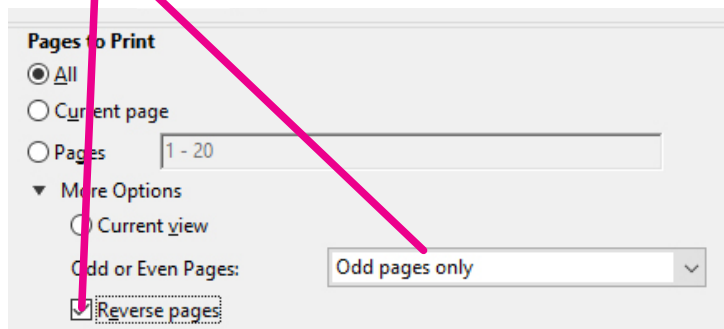 Pages to Print
All
Current page
Pages 1 - 20
More Options
Current view
Odd or Even Pages: Odd pages only
Reverse pages